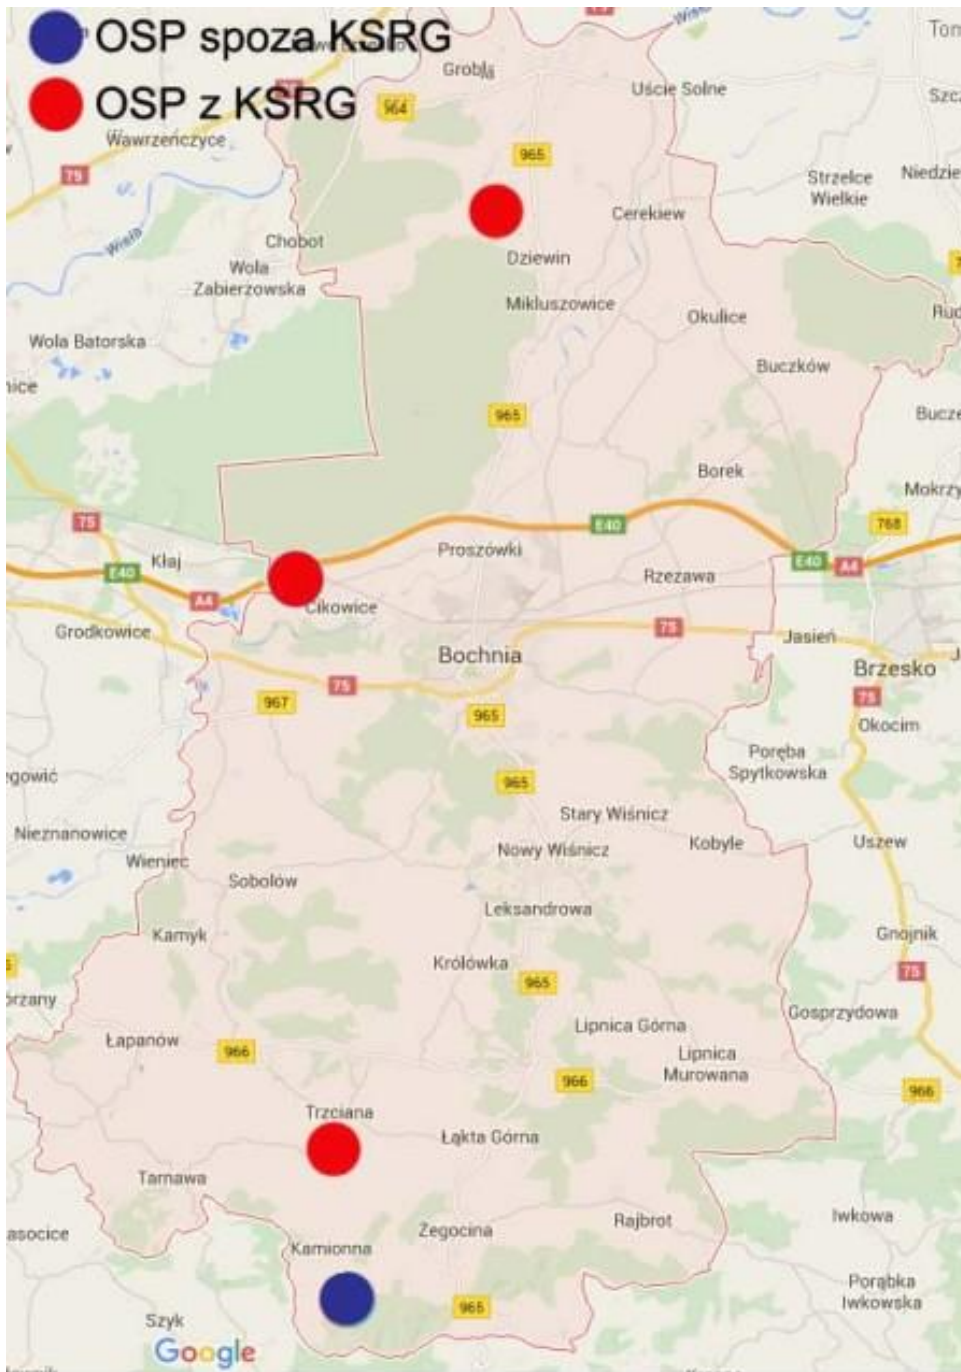 OSP spoza KSRG
OSP z KSRG
Grobla
Uście Solne
964
Wawrzeńczyce
79
965
Strzelce
Wielkie
Cerekiew
Wisła
Chobot
Dziewin
Wola
Zabierzowska
Mikluszowice
Okulice
Wola Batorska
Buczków
965
Borek
75
E40
768
Kłaj
Proszówki
E40
E40
A4
Rzezawa
A4
Cikowice
Grodkowice
75
Jasień
Bochnia
Brzesko
75
75
967
965
Okocim
Poręba
Spytkowska
965
Stary Wiśnicz
Nieznanowice
Kobyle
Uszew
Nowy Wiśnicz
Wieniec
Sobolów
Leksandrowa
Kamyk
Gnojnik
Królówka
75
965
Gosprzydowa
Lipnica Górna
Łapanów
966
Lipnica
Murowana
966
966
Trzciana
Łąkta Górna
Tarnawa
Rajbrot
Iwkowa
Żegocina
Kamionna
Porąbka
Iwkowska
965
Szyk
Google